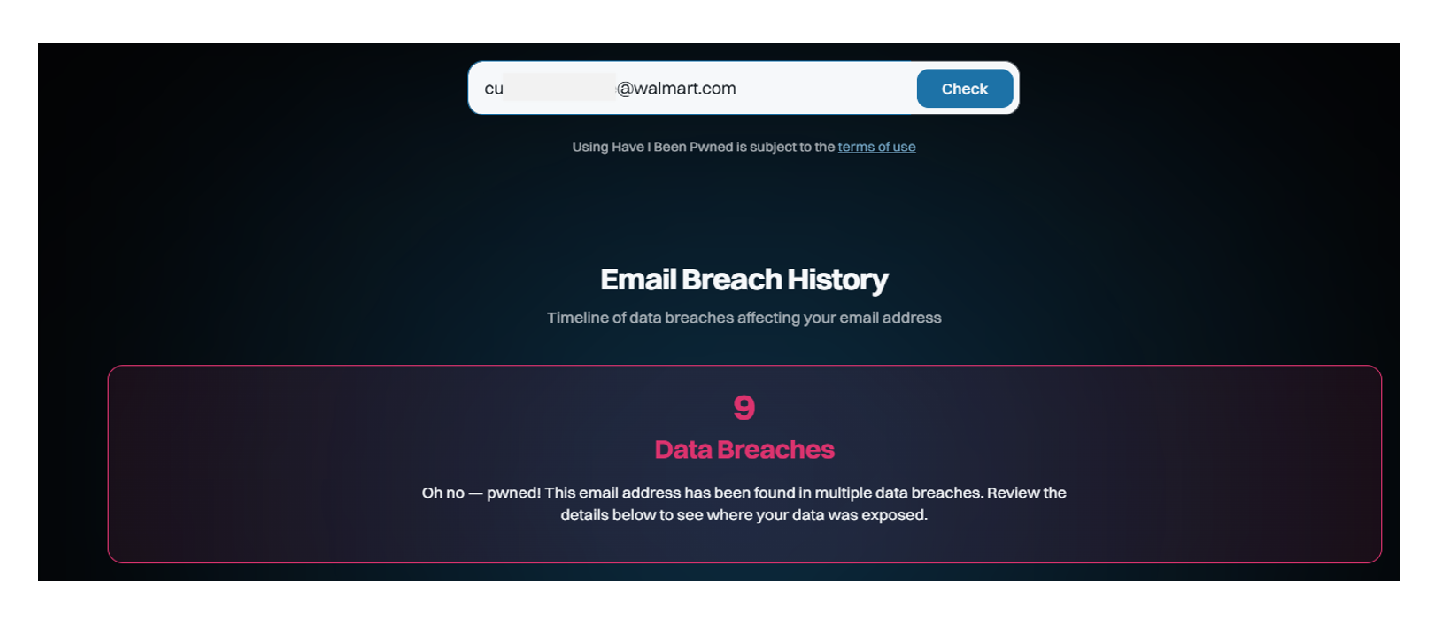 cu @walmart.com
Check
Using Have I Been Pwned is subject to the terms of use
Email Breach History
Timeline of data breaches affecting your email address
9
Data Breaches
Oh no — pwned! This email address has been found in multiple data breaches. Review the
details below to see where your data was exposed.